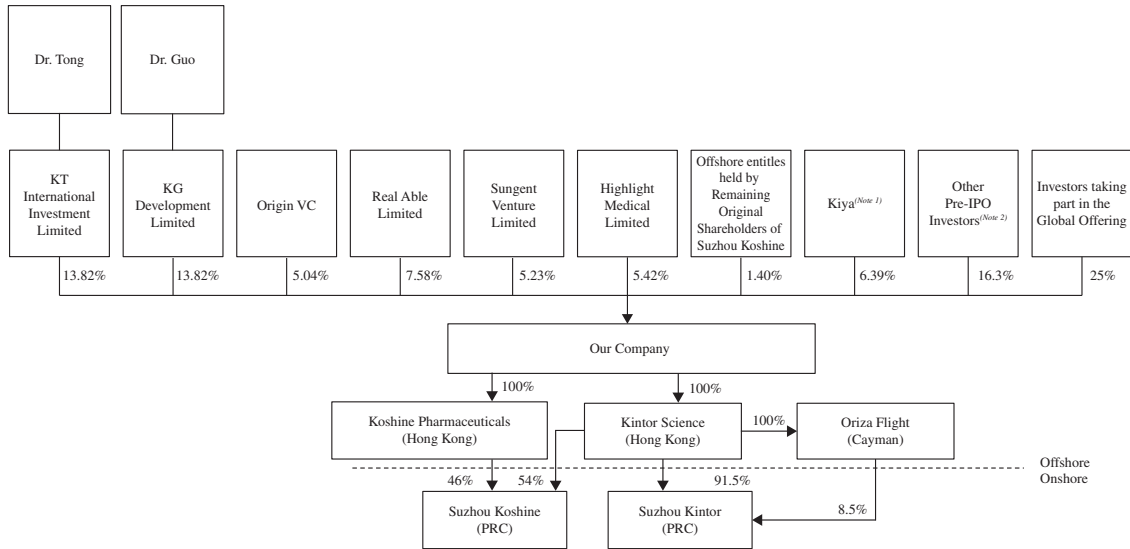 Dr. Tong
Dr. Guo
KT
International
Investment
Limited
KG
Development
Limited
Origin VC
Real Able
Limited
Sungent
Venture
Limited
Highlight
Medical
Limited
Offshore entitles
held by
Remaining
Original
Shareholders of
Suzhou Koshine
Kiya(Note 1)
Other
Pre-IPO
Investors(Note 2)
Investors taking
part in the
Global Offering
13.82%
13.82%
5.04%
7.58%
5.23%
5.42%
1.40%
6.39%
16.3%
25%
Our Company
100%
100%
Koshine Pharmaceuticals
(Hong Kong)
Kintor Science
(Hong Kong)
100%
Oriza Flight
(Cayman)
Offshore
Onshore
46%
54%
91.5%
8.5%
Suzhou Koshine
(PRC)
Suzhou Kintor
(PRC)